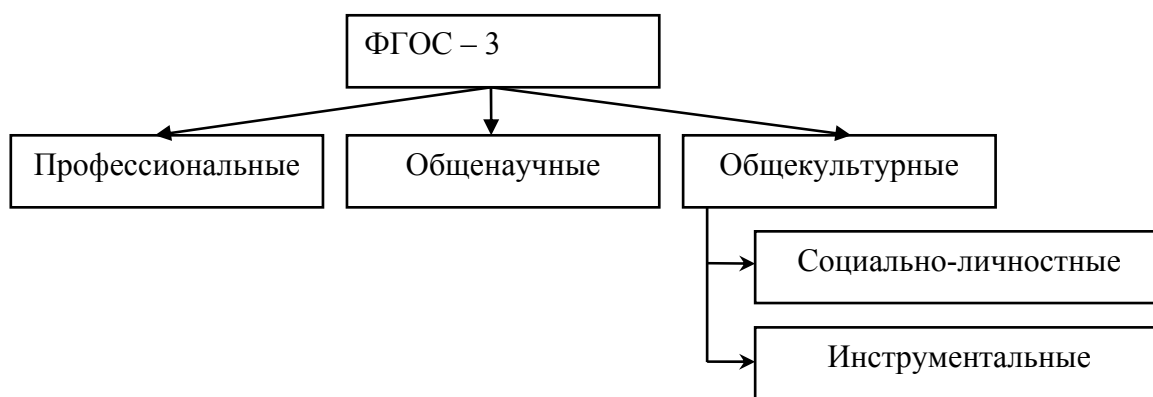 ФГОС – 3
Профессиональные
Общенаучные
Общекультурные
Социально-личностные
Инструментальные